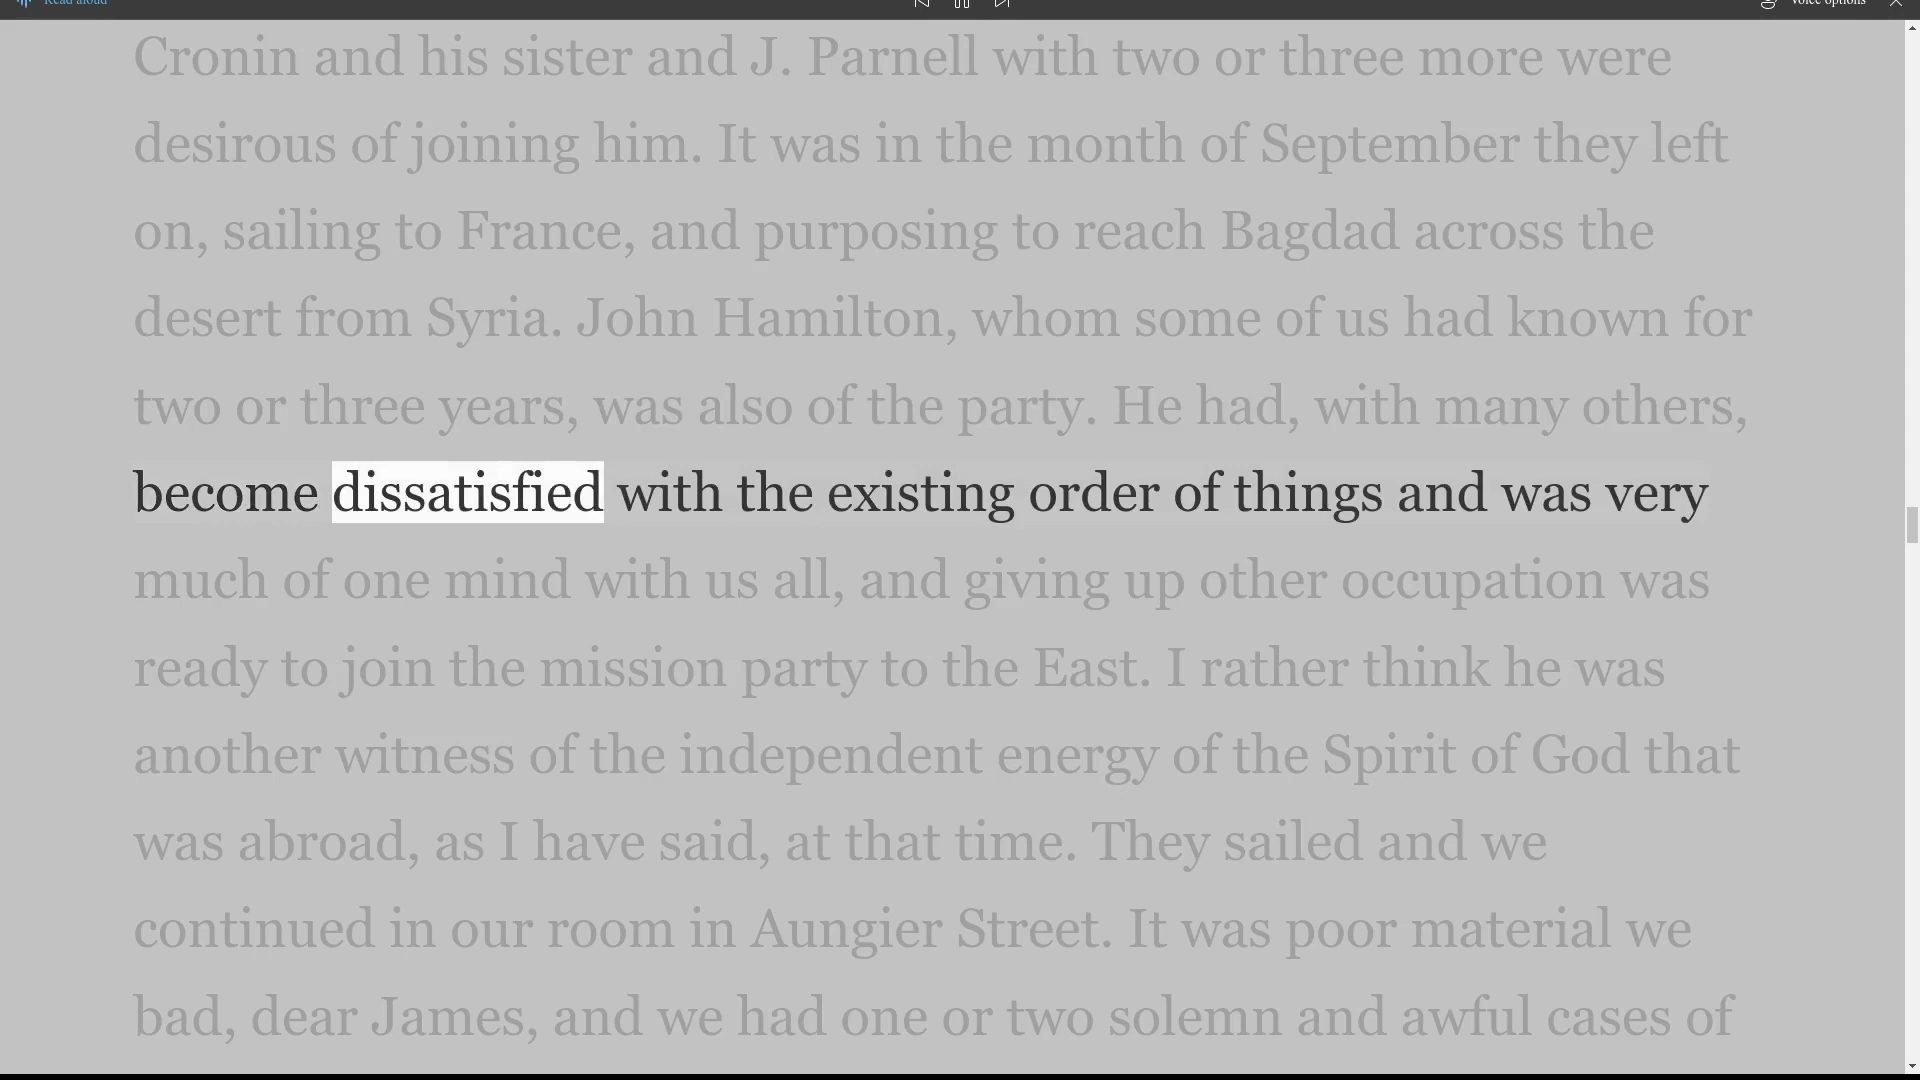 Read aloud
Voice options
Cronin and his sister and J. Parnell with two or three more were
desirous of joining him. It was in the month of September they left
on, sailing to France, and purposing to reach Bagdad across the
desert from Syria. John Hamilton, whom some of us had known for
two or three years, was also of the party. He had, with many others,
become dissatisfied with the existing order of things and was very
much of one mind with us all, and giving up other occupation was
ready to join the mission party to the East. I rather think he was
another witness of the independent energy of the Spirit of God that
was abroad, as I have said, at that time. They sailed and we
continued in our room in Aungier Street. It was poor material we
bad, dear James, and we had one or two solemn and awful cases of